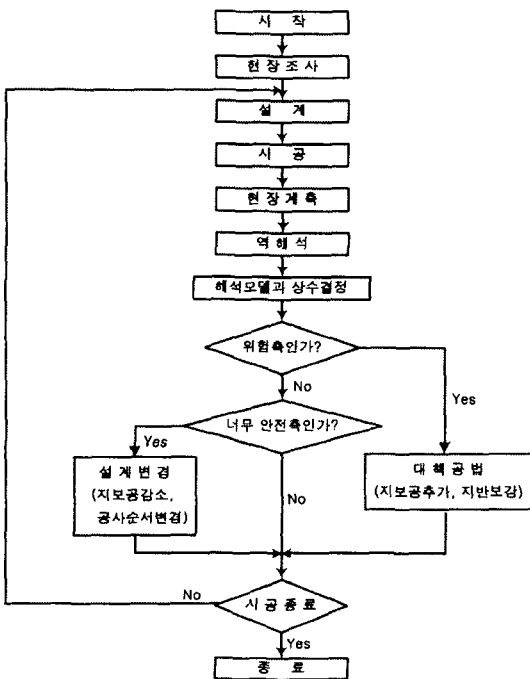 시 작
현 장 조 사
설 계
시 공
현 장 계 측
역 해 석
해석모델과 상수결정
위험측인가?
No
Yes
너무 안전측인가?
Yes
설 계 변 경
(지보공감소,
공사순서변경)
No
대 책 공 법
(지보공추가, 지반보강)
No
시 공 종 료
Yes
종 료